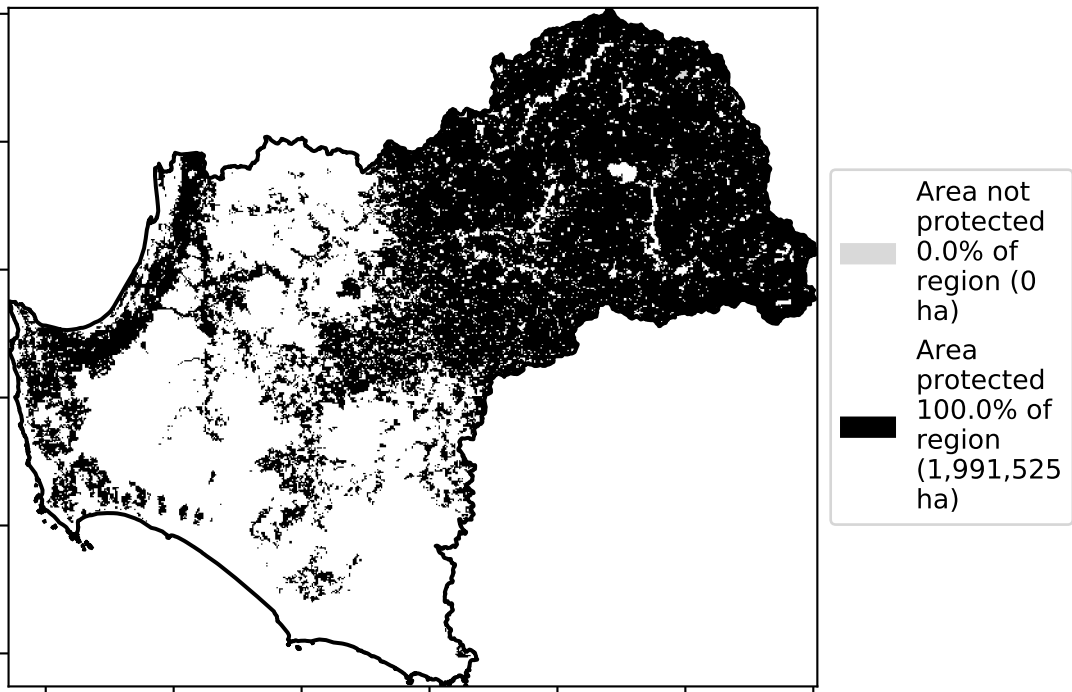 Area not
protected
0.0% of
region (0
ha)
Area
protected
100.0% of
region
(1,991,525
ha)